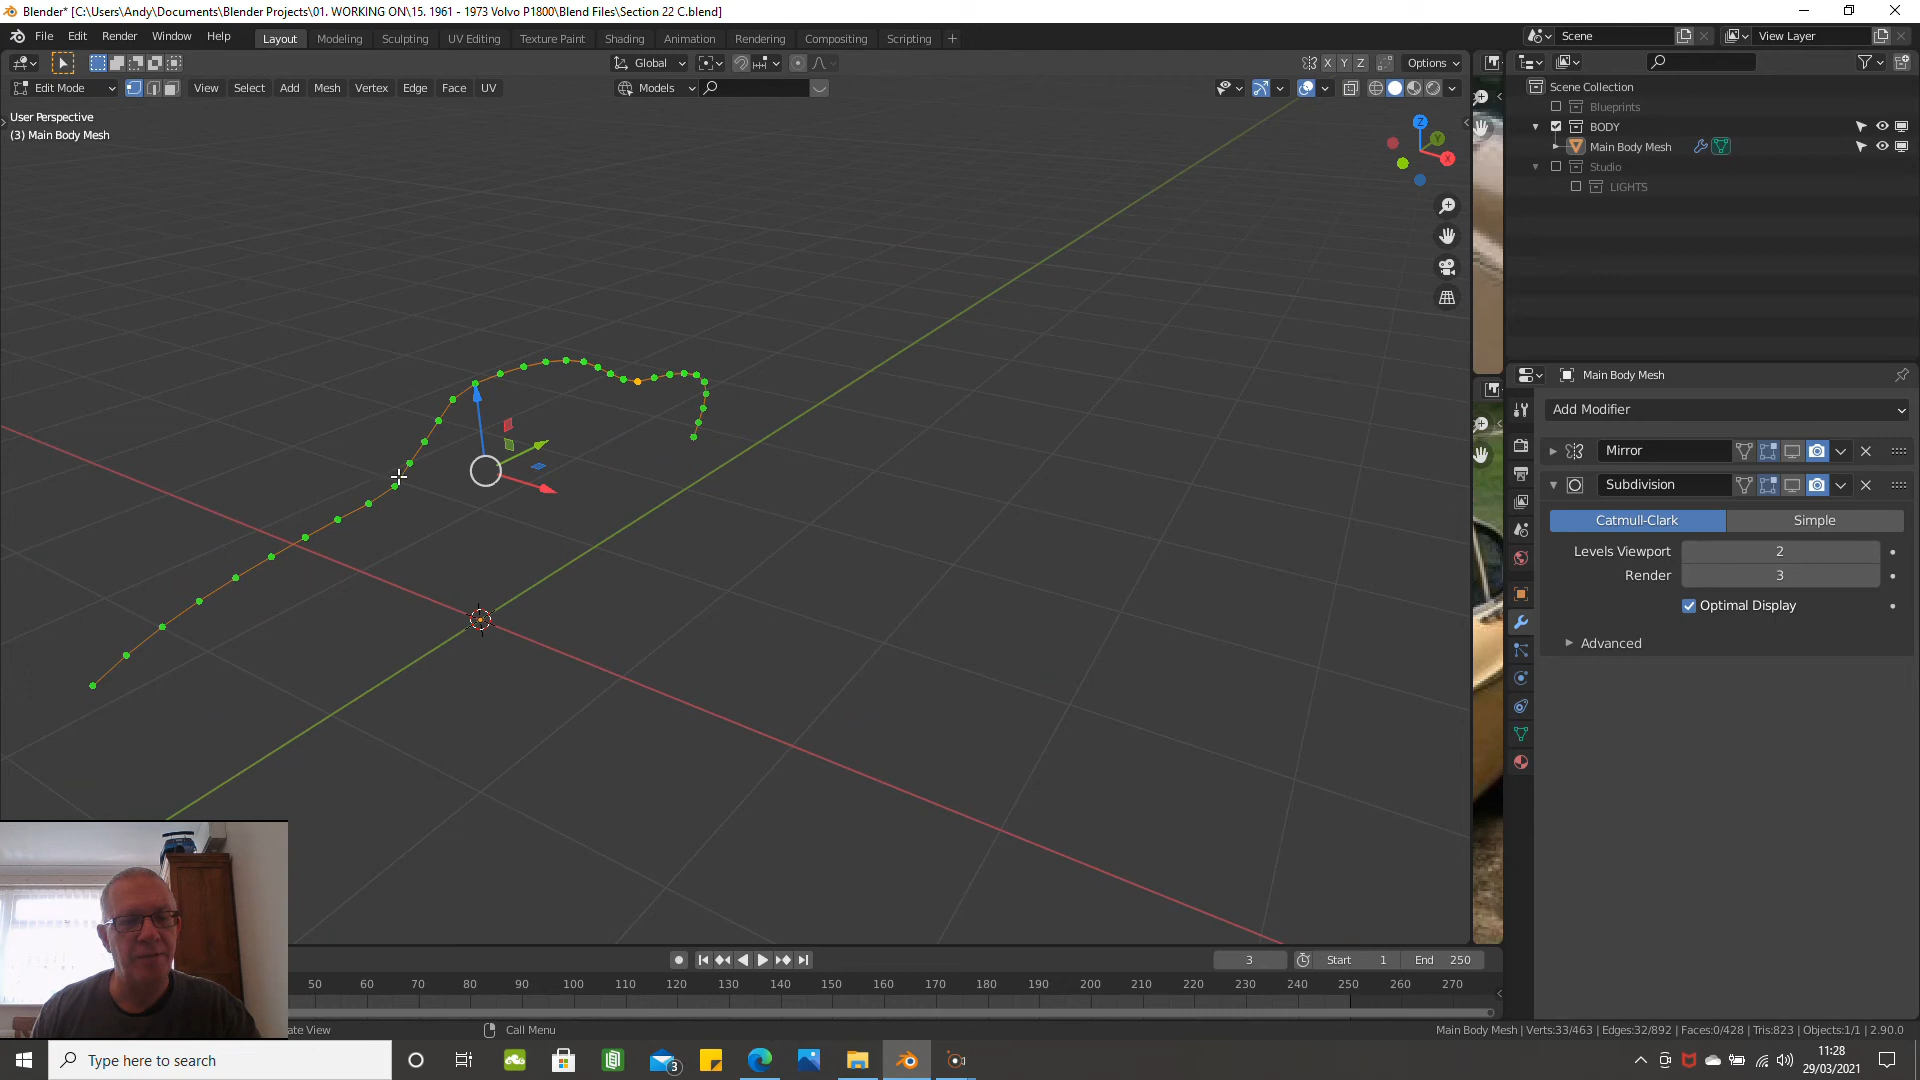 Blender* [C:\Users\Andy\Documents\Blender Projects\01. WORKING ON\15. 1961 - 1973 Volvo P1800\Blend Files\Section 22 C.blend]
File Edit Render Window Help Layout Modeling Sculpting UV Editing Texture Paint Shading Animation Rendering Compositing Scripting Scene View Layer
Global X Y Z Options
Edit Mode View Select Add Mesh Vertex Edge Face UV Models
User Perspective
(3) Main Body Mesh
Z
Y
X
Scene Collection
Blueprints
BODY
Main Body Mesh
Studio
LIGHTS
Main Body Mesh
Add Modifier
Mirror
Subdivision
Catmull-Clark Simple
Levels Viewport 2
Render 3
Optimal Display
Advanced
3 Start 1 End 250
50 60 70 80 90 100 110 120 130 140 150 160 170 180 190 200 210 220 230 240 250 260 270
ate View Call Menu Main Body Mesh | Verts:33/463 | Edges:32/892 | Faces:0/428 | Tris:823 | Objects:1/1 | 2.90.0
Type here to search
3
11:28
29/03/2021